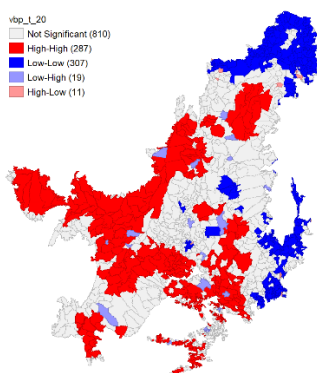 vbp_t_20
Not Significant (810)
High-High (287)
Low-Low (307)
Low-High (19)
High-Low (11)